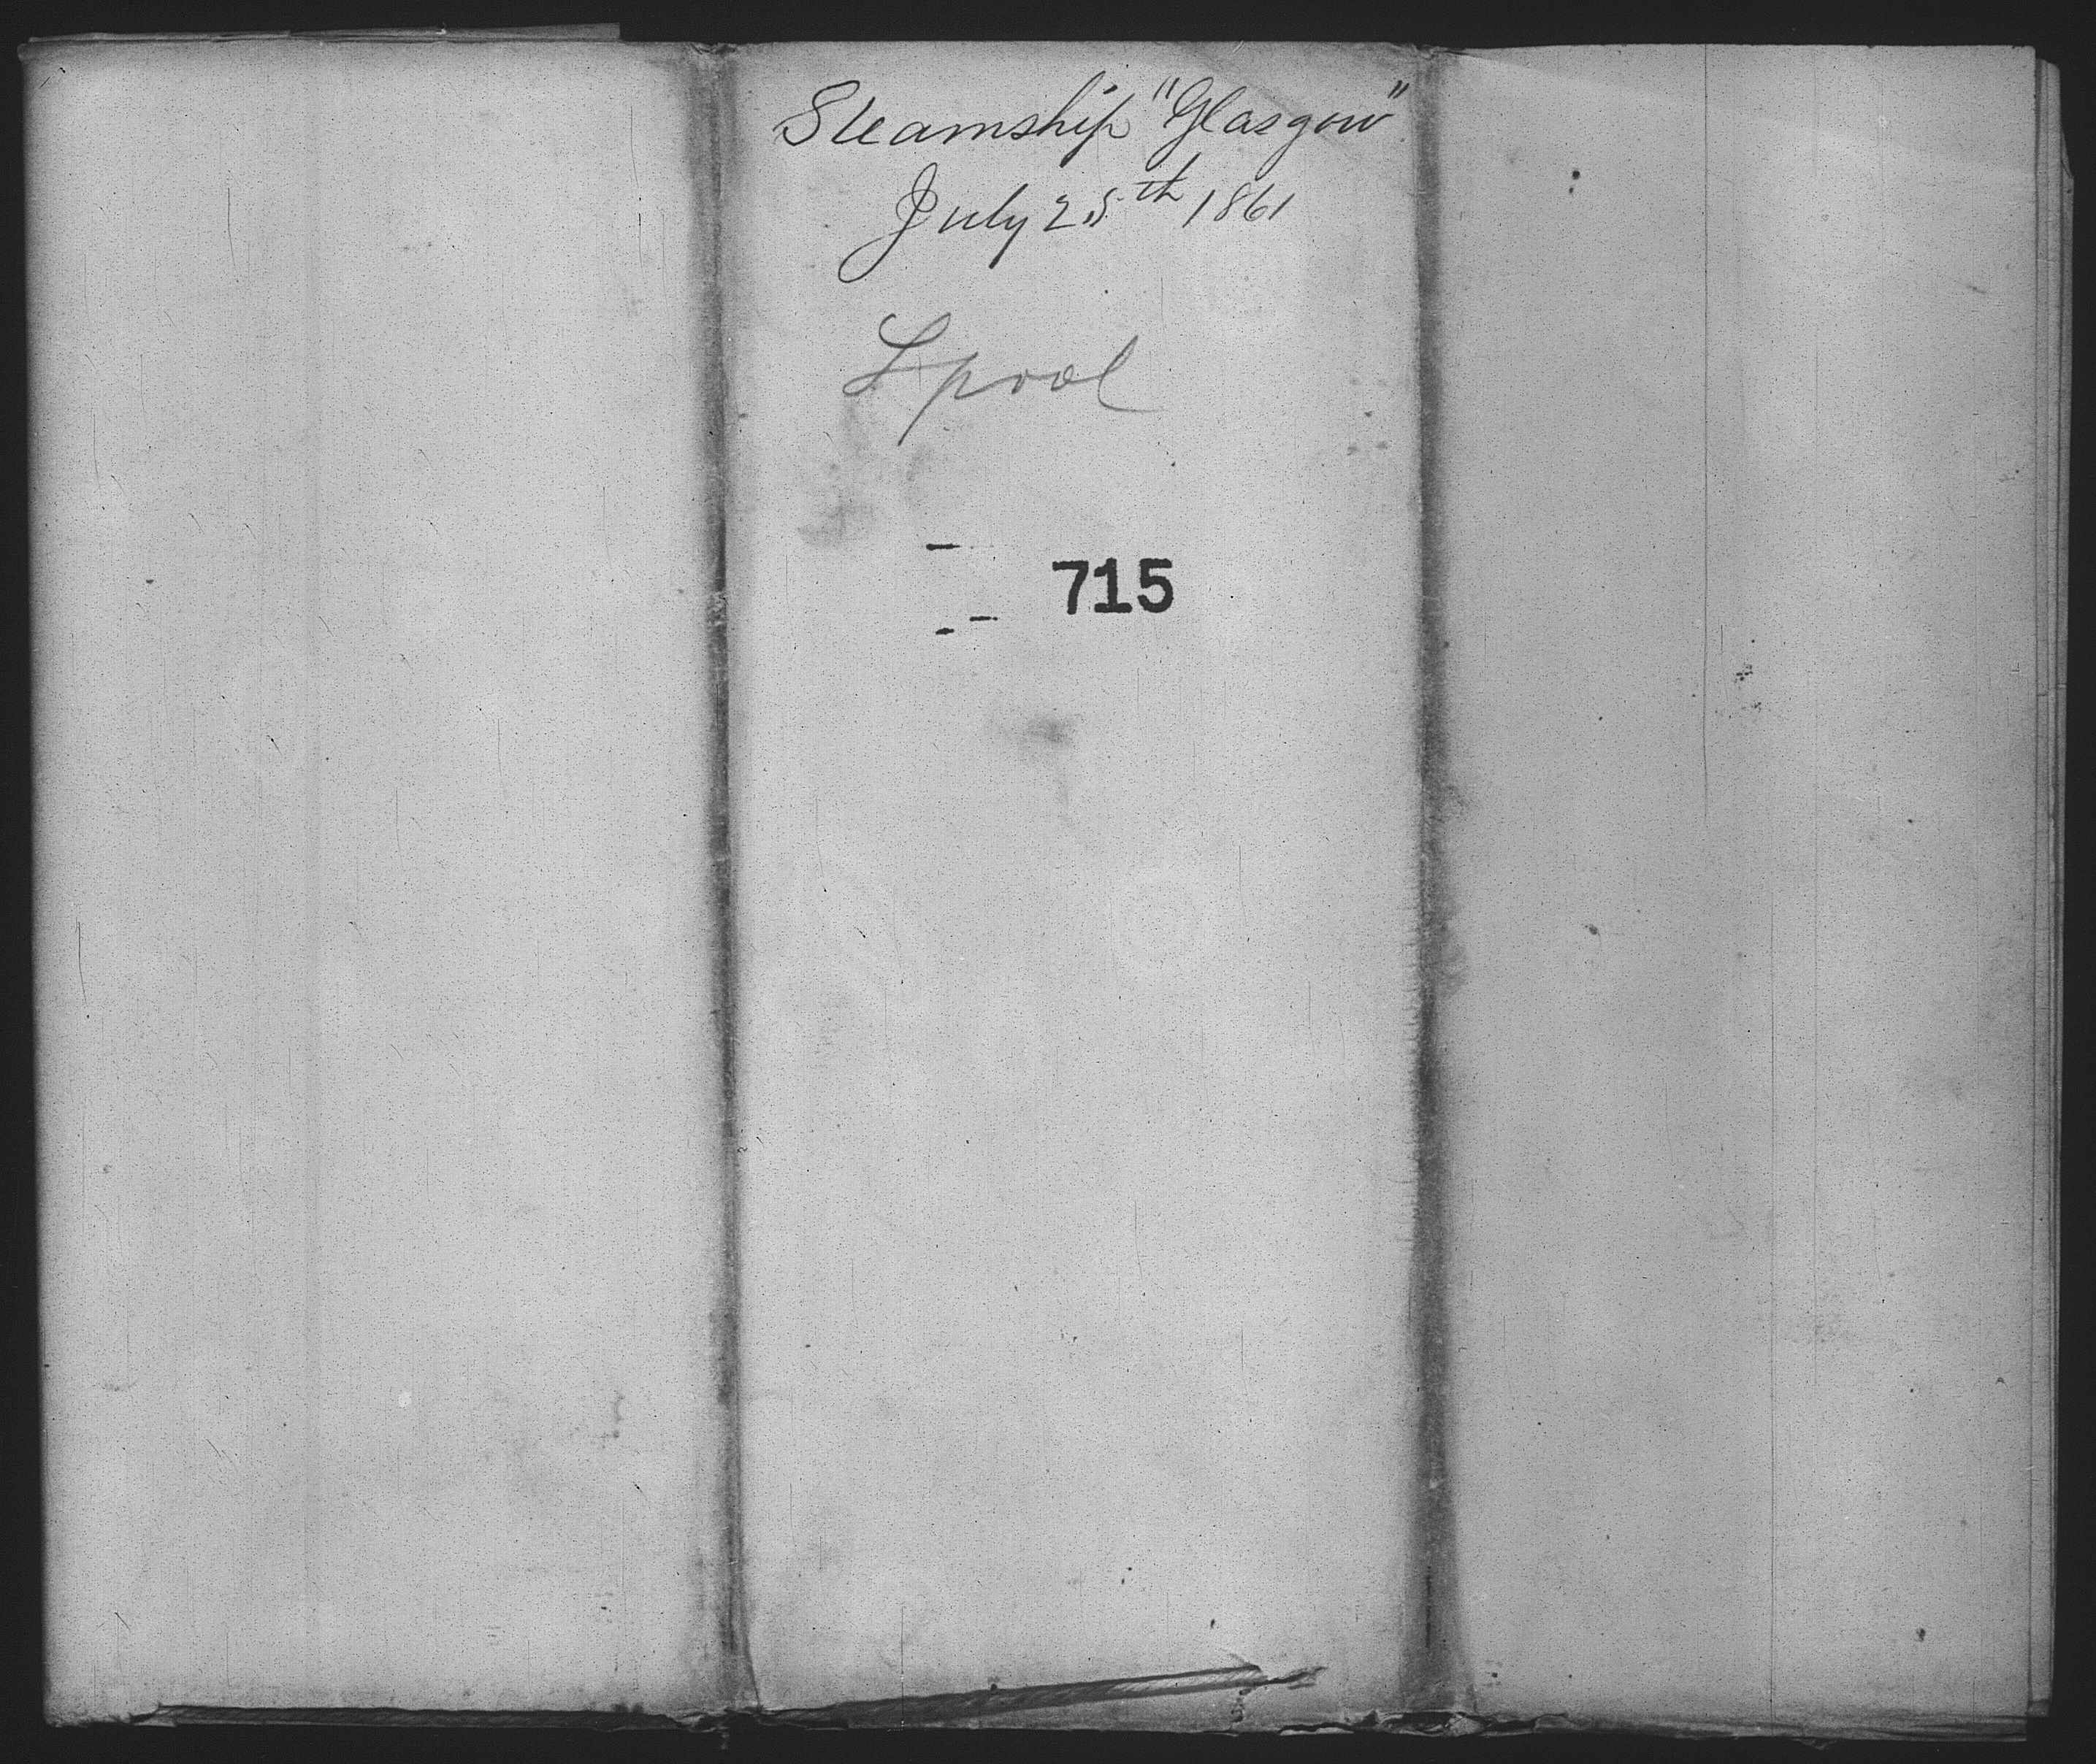 Steamship "Glasgow"
July 25th 1861
Lpool
715